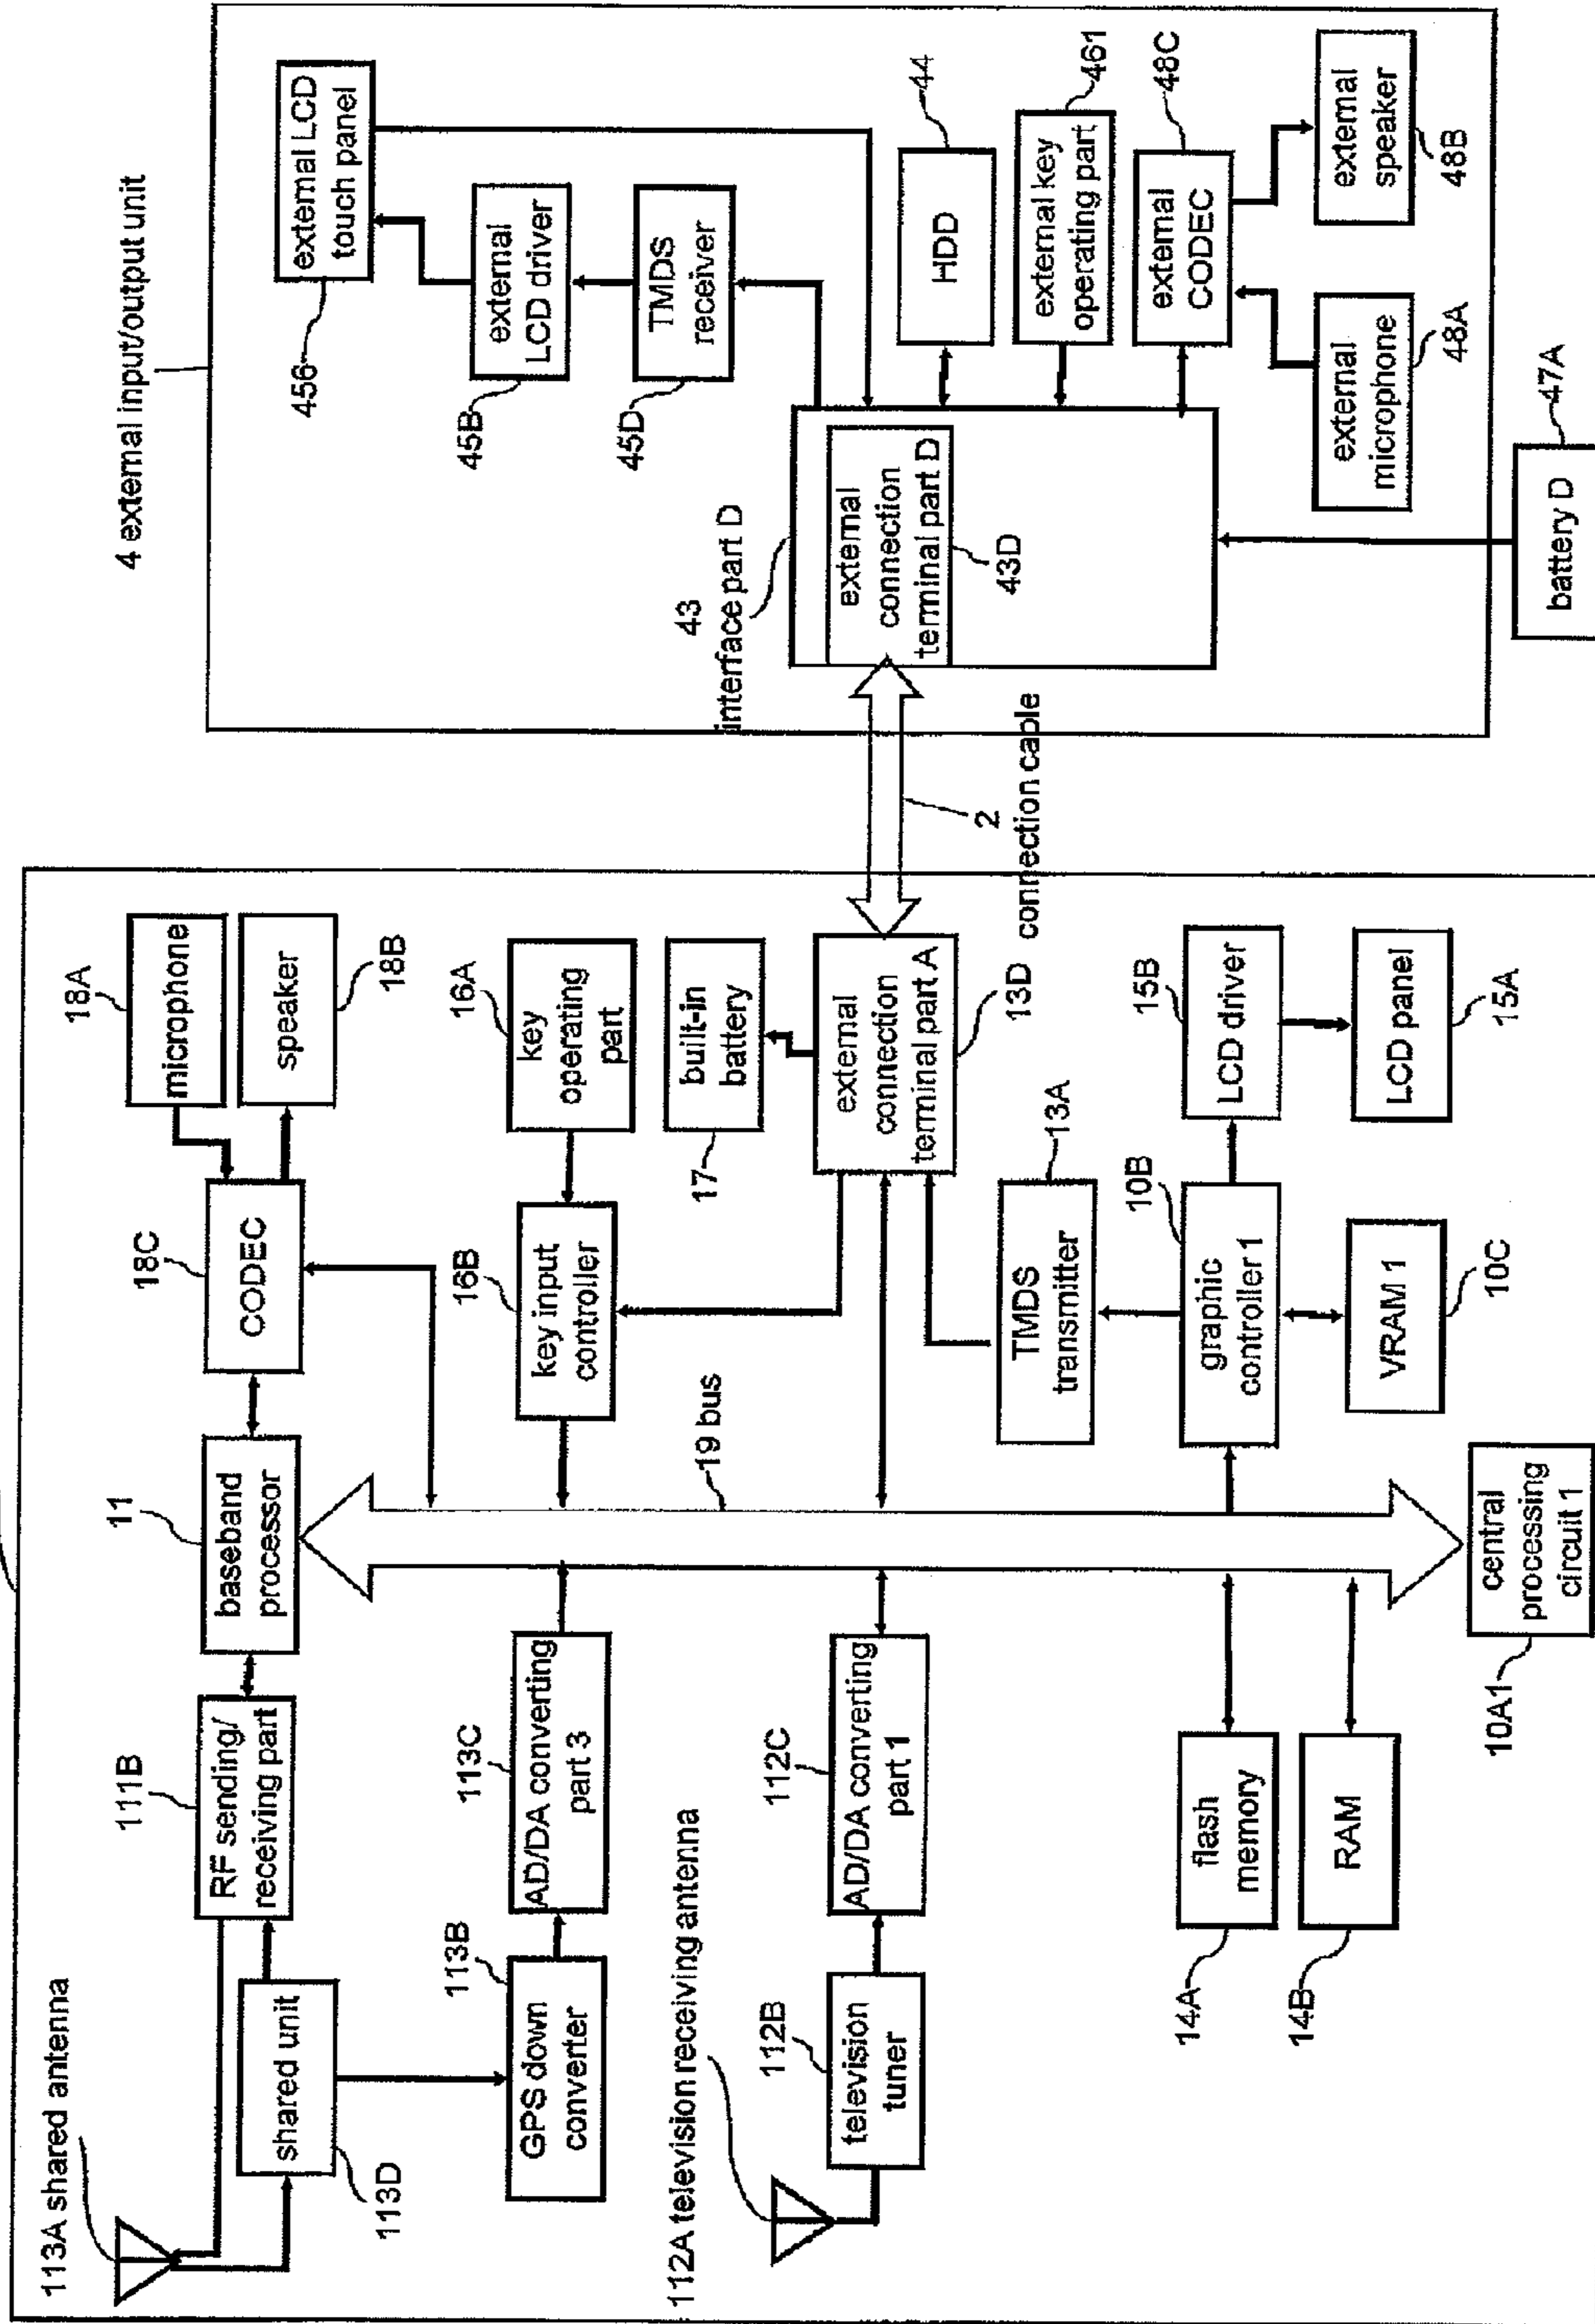 113A shared antenna
shared unit
113D
RF sending/
receiving part
111B
baseband
processor
11
CODEC
18C
microphone
18A
speaker
18B
GPS down
converter
113B
AD/DA converting
part 3
113C
key input
controller
16B
key
operating
part
16A
built-in
battery
17
112A television receiving antenna
television
tuner
112B
AD/DA converting
part 1
112C
19 bus
external
connection
terminal part A
13D
TMDS
transmitter
13A
flash
memory
14A
RAM
14B
graphic
controller 1
10B
VRAM 1
10C
LCD driver
15B
LCD panel
15A
central
processing
circuit 1
10A1
2
connection cable
4 external input/output unit
external LCD
touch panel
456
external
LCD driver
45B
TMDS
receiver
45D
43
interface part D
external
connection
terminal part D
43D
HDD
44
external key
operating part
461
external
CODEC
48C
external
microphone
48A
external
speaker
48B
battery D
47A